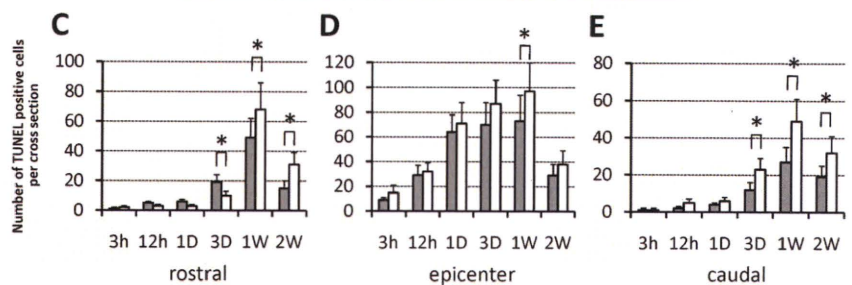 C
Number of TUNEL positive cells
per cross section
100
80
60
40
20
0
*
*
*
3h 12h 1D 3D 1W 2W
rostral
D
120
100
80
60
40
20
0
*
3h 12h 1D 3D 1W 2W
epicenter
E
80
60
40
20
0
*
*
*
3h 12h 1D 3D 1W 2W
caudal